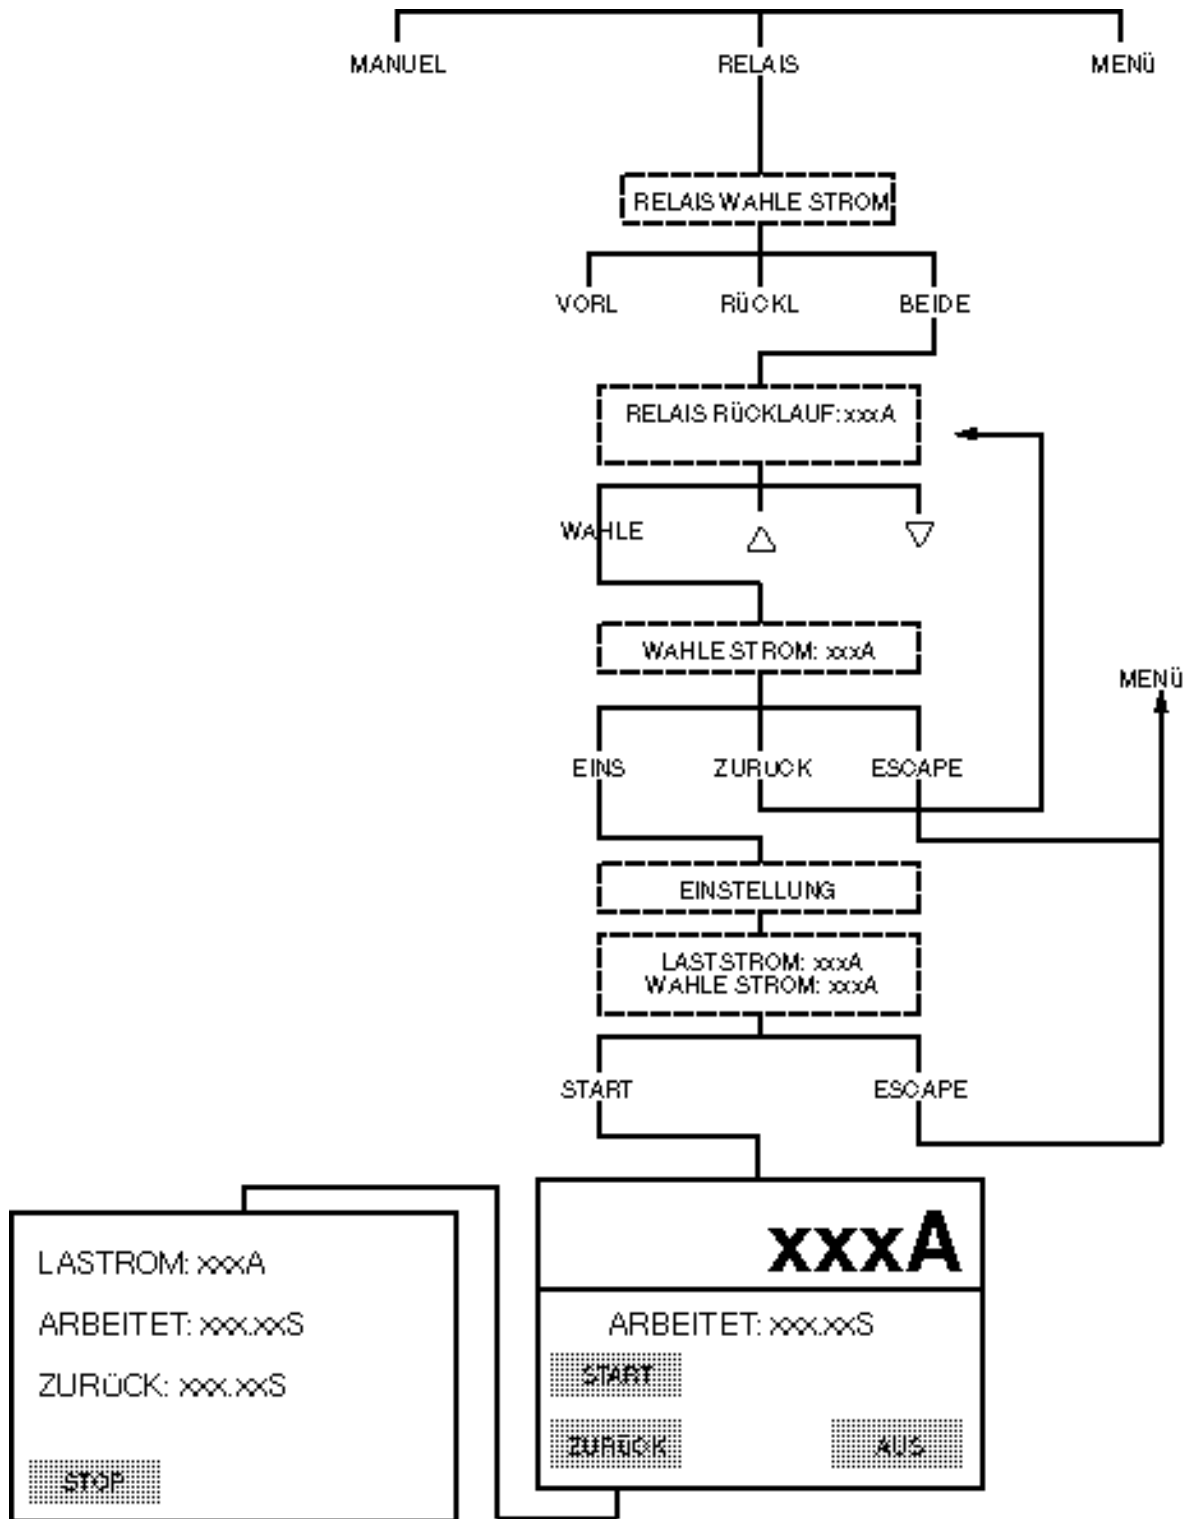 MANUEL RELAIS MENÜ
RELAIS WAHLE STROM
VORL RÜCKL BEIDE
RELAIS RÜCKLAUF: xxxA
WAHLE
WAHLE STROM: xxxA
MENÜ
EINS ZURUCK ESCAPE
EINSTELLUNG
LASTSTROM: xxxA
WAHLE STROM: xxxA
START ESCAPE
xxxA
ARBEITET: xxx.xxS
START
ZURÜCK AUS
LASTROM: xxxA
ARBEITET: xxx.xxS
ZURÜCK: xxx.xxS
STOP